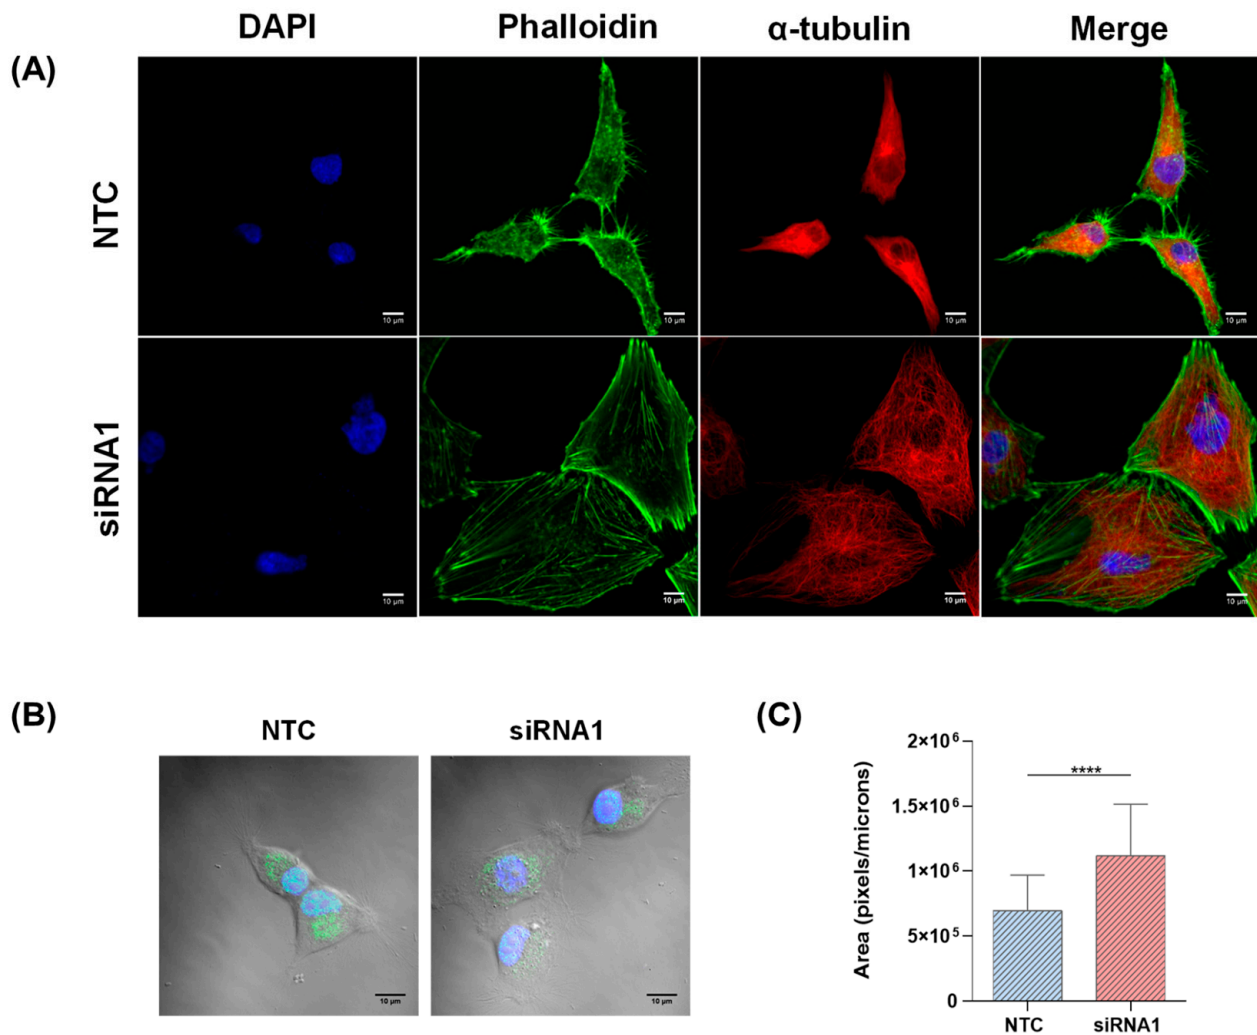 DAPI Phalloidin α-tubulin Merge
(A)
NTC
10 µm 10 µm 10 µm 10 µm
siRNA1
10 µm 10 µm 10 µm 10 µm
(B)
NTC siRNA1
10 µm 10 µm
(C)
Area (pixels/microns)
2×10⁶
****
1.5×10⁶
1×10⁶
5×10⁵
0
NTC siRNA1